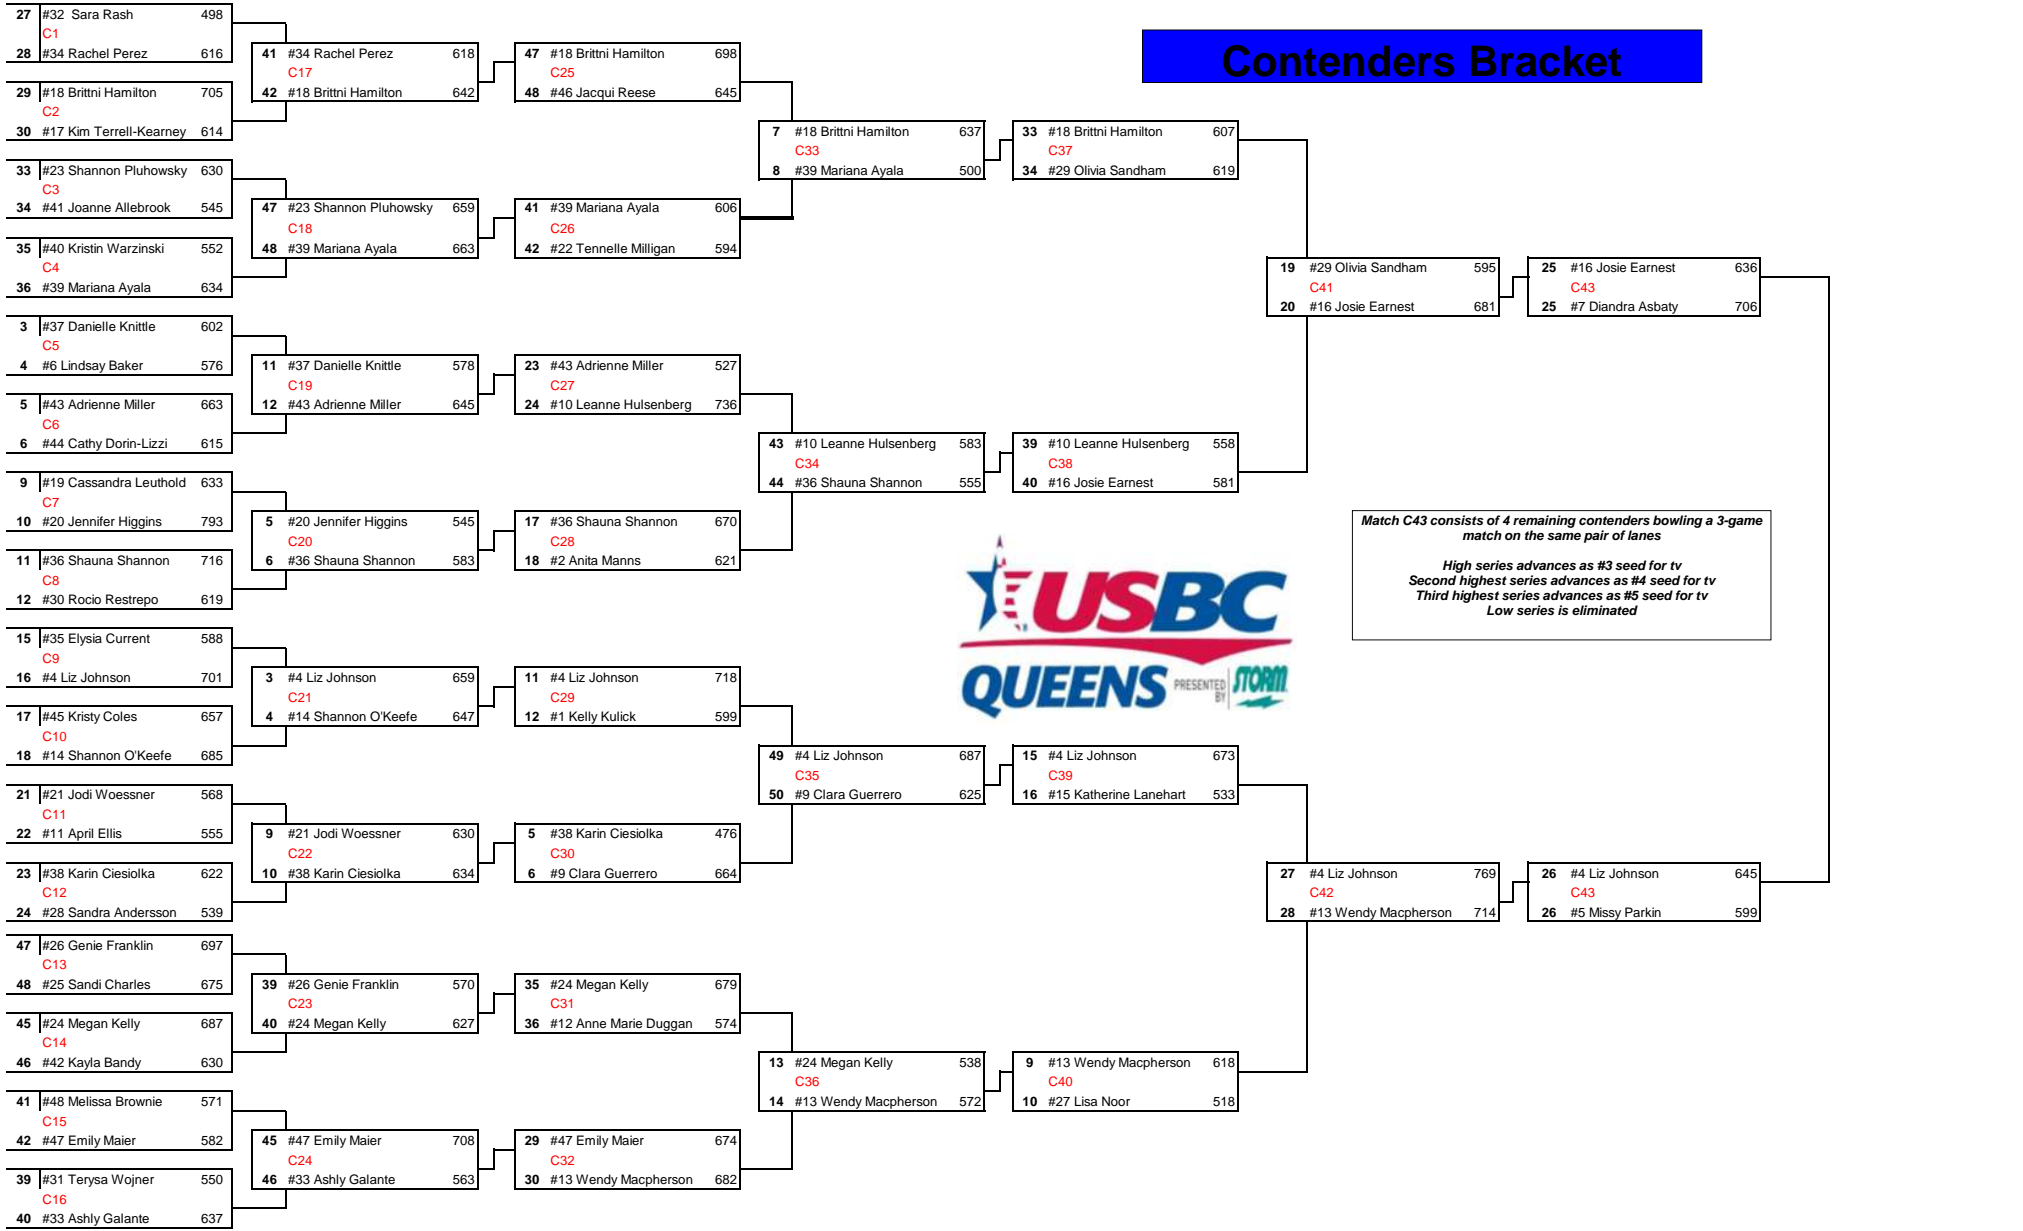 Contenders Bracket
27 #32 Sara Rash 498
C1
28 #34 Rachel Perez 616
29 #18 Brittni Hamilton 705
C2
30 #17 Kim Terrell-Kearney 614
33 #23 Shannon Pluhowsky 630
C3
34 #41 Joanne Allebrook 545
35 #40 Kristin Warzinski 552
C4
36 #39 Mariana Ayala 634
3 #37 Danielle Knittle 602
C5
4 #6 Lindsay Baker 576
5 #43 Adrienne Miller 663
C6
6 #44 Cathy Dorin-Lizzi 615
9 #19 Cassandra Leuthold 633
C7
10 #20 Jennifer Higgins 793
11 #36 Shauna Shannon 716
C8
12 #30 Rocio Restrepo 619
15 #35 Elysia Current 588
C9
16 #4 Liz Johnson 701
17 #45 Kristy Coles 657
C10
18 #14 Shannon O'Keefe 685
21 #21 Jodi Woessner 568
C11
22 #11 April Ellis 555
23 #38 Karin Ciesiolka 622
C12
24 #28 Sandra Andersson 539
47 #26 Genie Franklin 697
C13
48 #25 Sandi Charles 675
45 #24 Megan Kelly 687
C14
46 #42 Kayla Bandy 630
41 #48 Melissa Brownie 571
C15
42 #47 Emily Maier 582
39 #31 Terysa Wojner 550
C16
40 #33 Ashly Galante 637
41 #34 Rachel Perez 618
C17
42 #18 Brittni Hamilton 642
47 #23 Shannon Pluhowsky 659
C18
48 #39 Mariana Ayala 663
11 #37 Danielle Knittle 578
C19
12 #43 Adrienne Miller 645
5 #20 Jennifer Higgins 545
C20
6 #36 Shauna Shannon 583
3 #4 Liz Johnson 659
C21
4 #14 Shannon O'Keefe 647
9 #21 Jodi Woessner 630
C22
10 #38 Karin Ciesiolka 634
39 #26 Genie Franklin 570
C23
40 #24 Megan Kelly 627
45 #47 Emily Maier 708
C24
46 #33 Ashly Galante 563
47 #18 Brittni Hamilton 698
C25
48 #46 Jacqui Reese 645
41 #39 Mariana Ayala 606
C26
42 #22 Tennelle Milligan 594
23 #43 Adrienne Miller 527
C27
24 #10 Leanne Hulsenberg 736
17 #36 Shauna Shannon 670
C28
18 #2 Anita Manns 621
11 #4 Liz Johnson 718
C29
12 #1 Kelly Kulick 599
5 #38 Karin Ciesiolka 476
C30
6 #9 Clara Guerrero 664
35 #24 Megan Kelly 679
C31
36 #12 Anne Marie Duggan 574
29 #47 Emily Maier 674
C32
30 #13 Wendy Macpherson 682
7 #18 Brittni Hamilton 637
C33
8 #39 Mariana Ayala 500
43 #10 Leanne Hulsenberg 583
C34
44 #36 Shauna Shannon 555
49 #4 Liz Johnson 687
C35
50 #9 Clara Guerrero 625
13 #24 Megan Kelly 538
C36
14 #13 Wendy Macpherson 572
33 #18 Brittni Hamilton 607
C37
34 #29 Olivia Sandham 619
39 #10 Leanne Hulsenberg 558
C38
40 #16 Josie Earnest 581
15 #4 Liz Johnson 673
C39
16 #15 Katherine Lanehart 533
9 #13 Wendy Macpherson 618
C40
10 #27 Lisa Noor 518
19 #29 Olivia Sandham 595
C41
20 #16 Josie Earnest 681
27 #4 Liz Johnson 769
C42
28 #13 Wendy Macpherson 714
25 #16 Josie Earnest 636
C43
25 #7 Diandra Asbaty 706
26 #4 Liz Johnson 645
C43
26 #5 Missy Parkin 599
Match C43 consists of 4 remaining contenders bowling a 3-game
match on the same pair of lanes
High series advances as #3 seed for tv
Second highest series advances as #4 seed for tv
Third highest series advances as #5 seed for tv
Low series is eliminated
USBC
QUEENS PRESENTED BY STORM